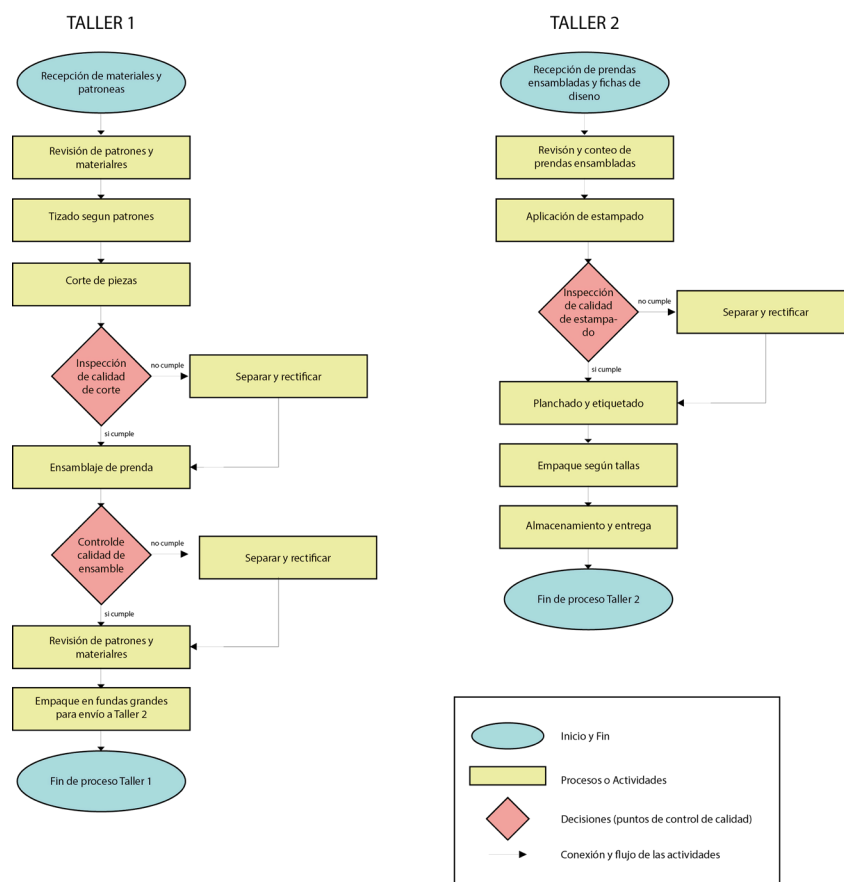 TALLER 1
Recepción de materiales y
patroneas
Revisión de patrones y
materialres
Tizado segun patrones
Corte de piezas
Inspección
de calidad
de corte
no cumple
Separar y rectificar
si cumple
Ensamblaje de prenda
Controlde
calidad de
ensamble
no cumple
Separar y rectificar
si cumple
Revisión de patrones y
materialres
Empaque en fundas grandes
para envío a Taller 2
Fin de proceso Taller 1
TALLER 2
Recepción de prendas
ensambladas y fichas de
diseno
Revisón y conteo de
prendas ensambladas
Aplicación de estampado
Inspección
de calidad
de estampa-
do
no cumple
Separar y rectificar
si cumple
Planchado y etiquetado
Empaque según tallas
Almacenamiento y entrega
Fin de proceso Taller 2
Inicio y Fin
Procesos o Actividades
Decisiones (puntos de control de calidad)
Conexión y flujo de las actividades